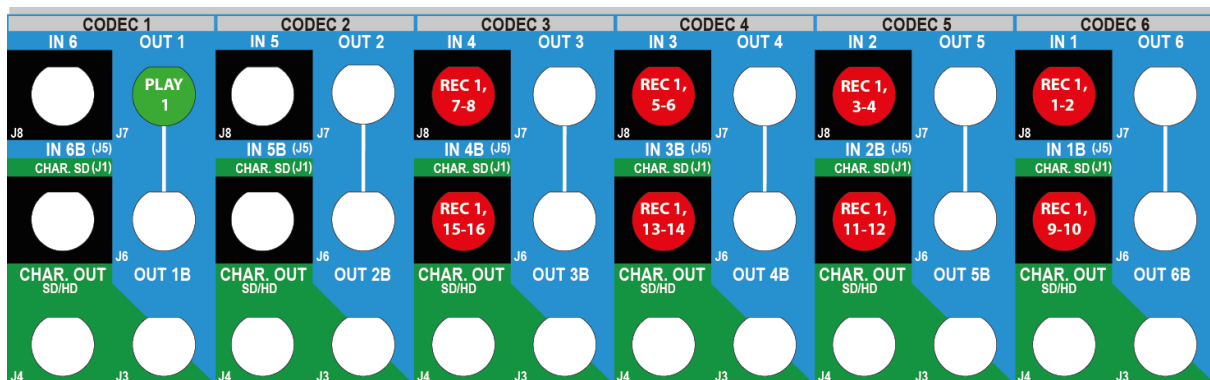 CODEC 1 CODEC 2 CODEC 3 CODEC 4 CODEC 5 CODEC 6
IN 6 OUT 1 IN 5 OUT 2 IN 4 OUT 3 IN 3 OUT 4 IN 2 OUT 5 IN 1 OUT 6
PLAY REC 1, REC 1, REC 1, REC 1,
1 7-8 5-6 3-4 1-2
J8 J7 J8 J7 J8 J7 J8 J7 J8 J7 J8 J7
IN 6B (J5) IN 5B (J5) IN 4B (J5) IN 3B (J5) IN 2B (J5) IN 1B (J5)
CHAR. SD (J1) CHAR. SD (J1) CHAR. SD (J1) CHAR. SD (J1) CHAR. SD (J1) CHAR. SD (J1)
REC 1, REC 1, REC 1, REC 1,
15-16 13-14 11-12 9-10
J6 J6 J6 J6 J6 J6
CHAR. OUT OUT 1B CHAR. OUT OUT 2B CHAR. OUT OUT 3B CHAR. OUT OUT 4B CHAR. OUT OUT 5B CHAR. OUT OUT 6B
SD/HD SD/HD SD/HD SD/HD SD/HD SD/HD
J4 J3 J4 J3 J4 J3 J4 J3 J4 J3 J4 J3